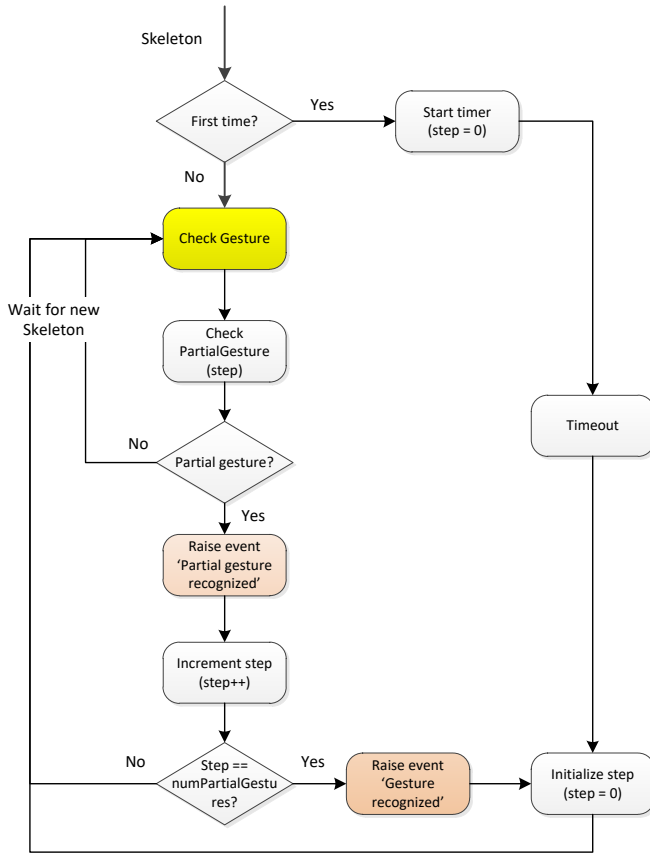 Skeleton
First time?
Yes
Start timer
(step = 0)
No
Check Gesture
Wait for new
Skeleton
Check
PartialGesture
(step)
Timeout
No
Partial gesture?
Yes
Raise event
‘Partial gesture
recognized’
Increment step
(step++)
No
Step ==
numPartialGestu
res?
Yes
Raise event
‘Gesture
recognized’
Initialize step
(step = 0)